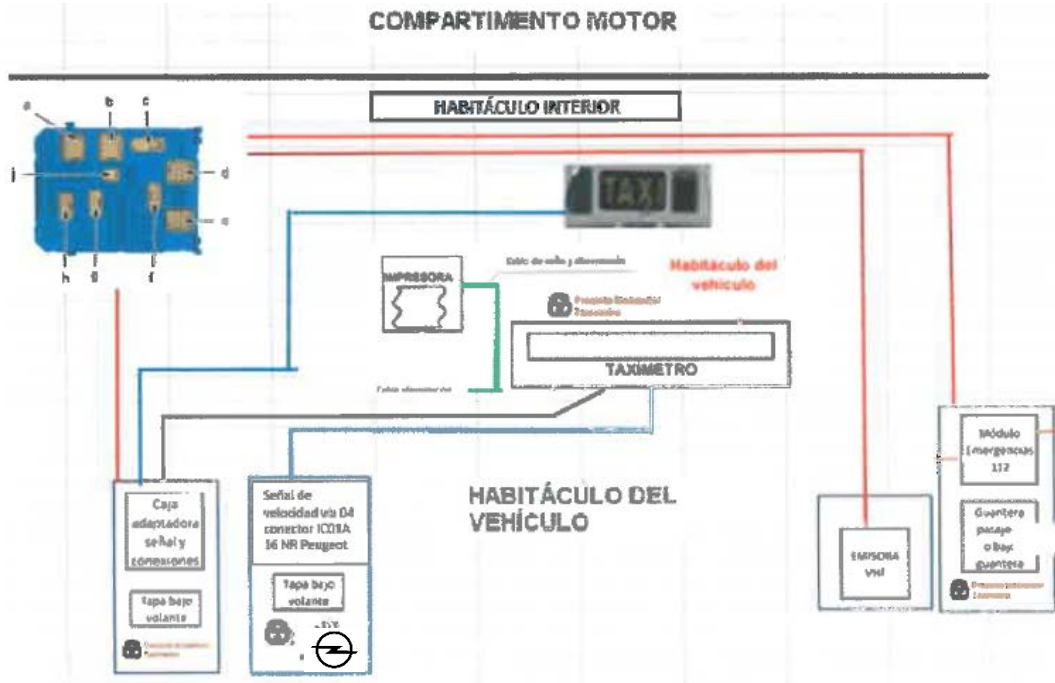 COMPARTIMENTO MOTOR
HABITÁCULO INTERIOR
a
b
c
j
d
e
h
g
f
TAXI
IMPRESORA
Habitáculo del
vehículo
TAXIMETRO
Módulo
Emergencias
112
Guantera
pasaje
o bajo
guantera
EMISORA
VHF
HABITÁCULO DEL
VEHÍCULO
Señal de
velocidad vía 04
conector IC01A
16 NR Peugeot
Tapa bajo
volante
Caja
adaptadora
señal y
conexiones
Tapa bajo
volante